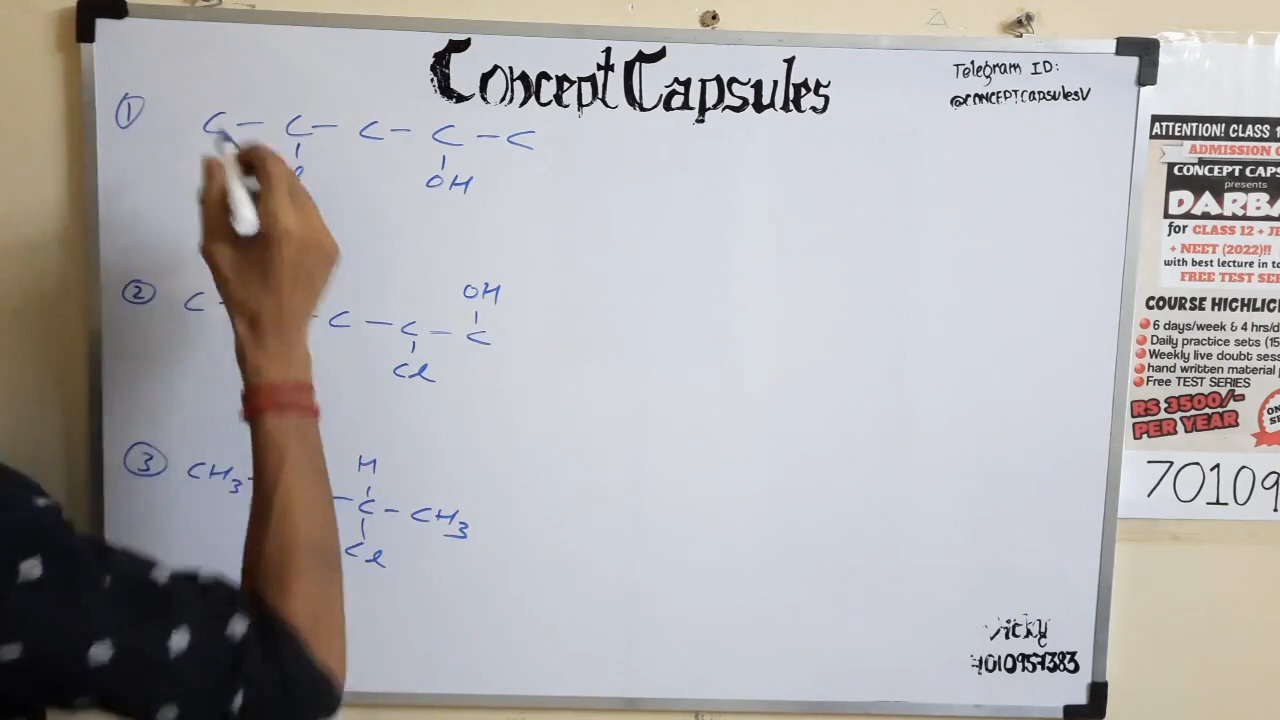 Concept Capsules
Telegram ID:
@CONCEPTCapsulesV
① C — C — C — C — C
OH
② C
OH
C — C — C
Cl
③ CH3
H
— C — CH3
Cl
Vicky
7010957383
ATTENTION! CLASS 1
ADMISSION
CONCEPT CAPS
presents
DARBA
for CLASS 12 + JE
+ NEET (2022)!!
with best lecture in
FREE TEST SE
COURSE HIGHLIG
6 days/week & 4 hrs/d
Daily practice sets (15
Weekly live doubt sess
hand written material
Free TEST SERIES
RS 3500/-
PER YEAR
70109